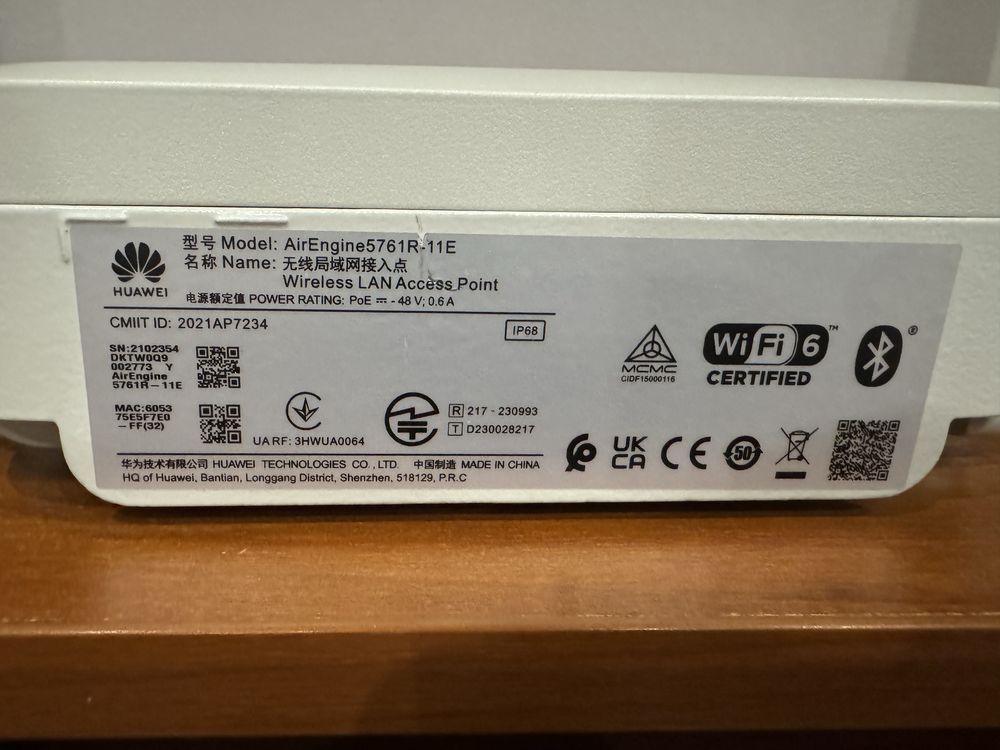 HUAWEI
型号 Model: AirEngine5761R-11E
名称 Name: 无线局域网接入点
Wireless LAN Access Point
电源额定值 POWER RATING: PoE ⎓ - 48 V; 0.6 A
CMIIT ID: 2021AP7234
IP68
SN:2102354
DKTW0Q9
002773 Y
AirEngine
5761R-11E
MAC:6053
75E5F7E0
-FF(32)
UA RF: 3HWUA0064
R 217 - 230993
T D230028217
MCMC
CIDF15000116
Wi Fi 6 ™
CERTIFIED
®
UK
CA
CE
50
华为技术有限公司 HUAWEI TECHNOLOGIES CO., LTD. 中国制造 MADE IN CHINA
HQ of Huawei, Bantian, Longgang District, Shenzhen, 518129, P.R.C